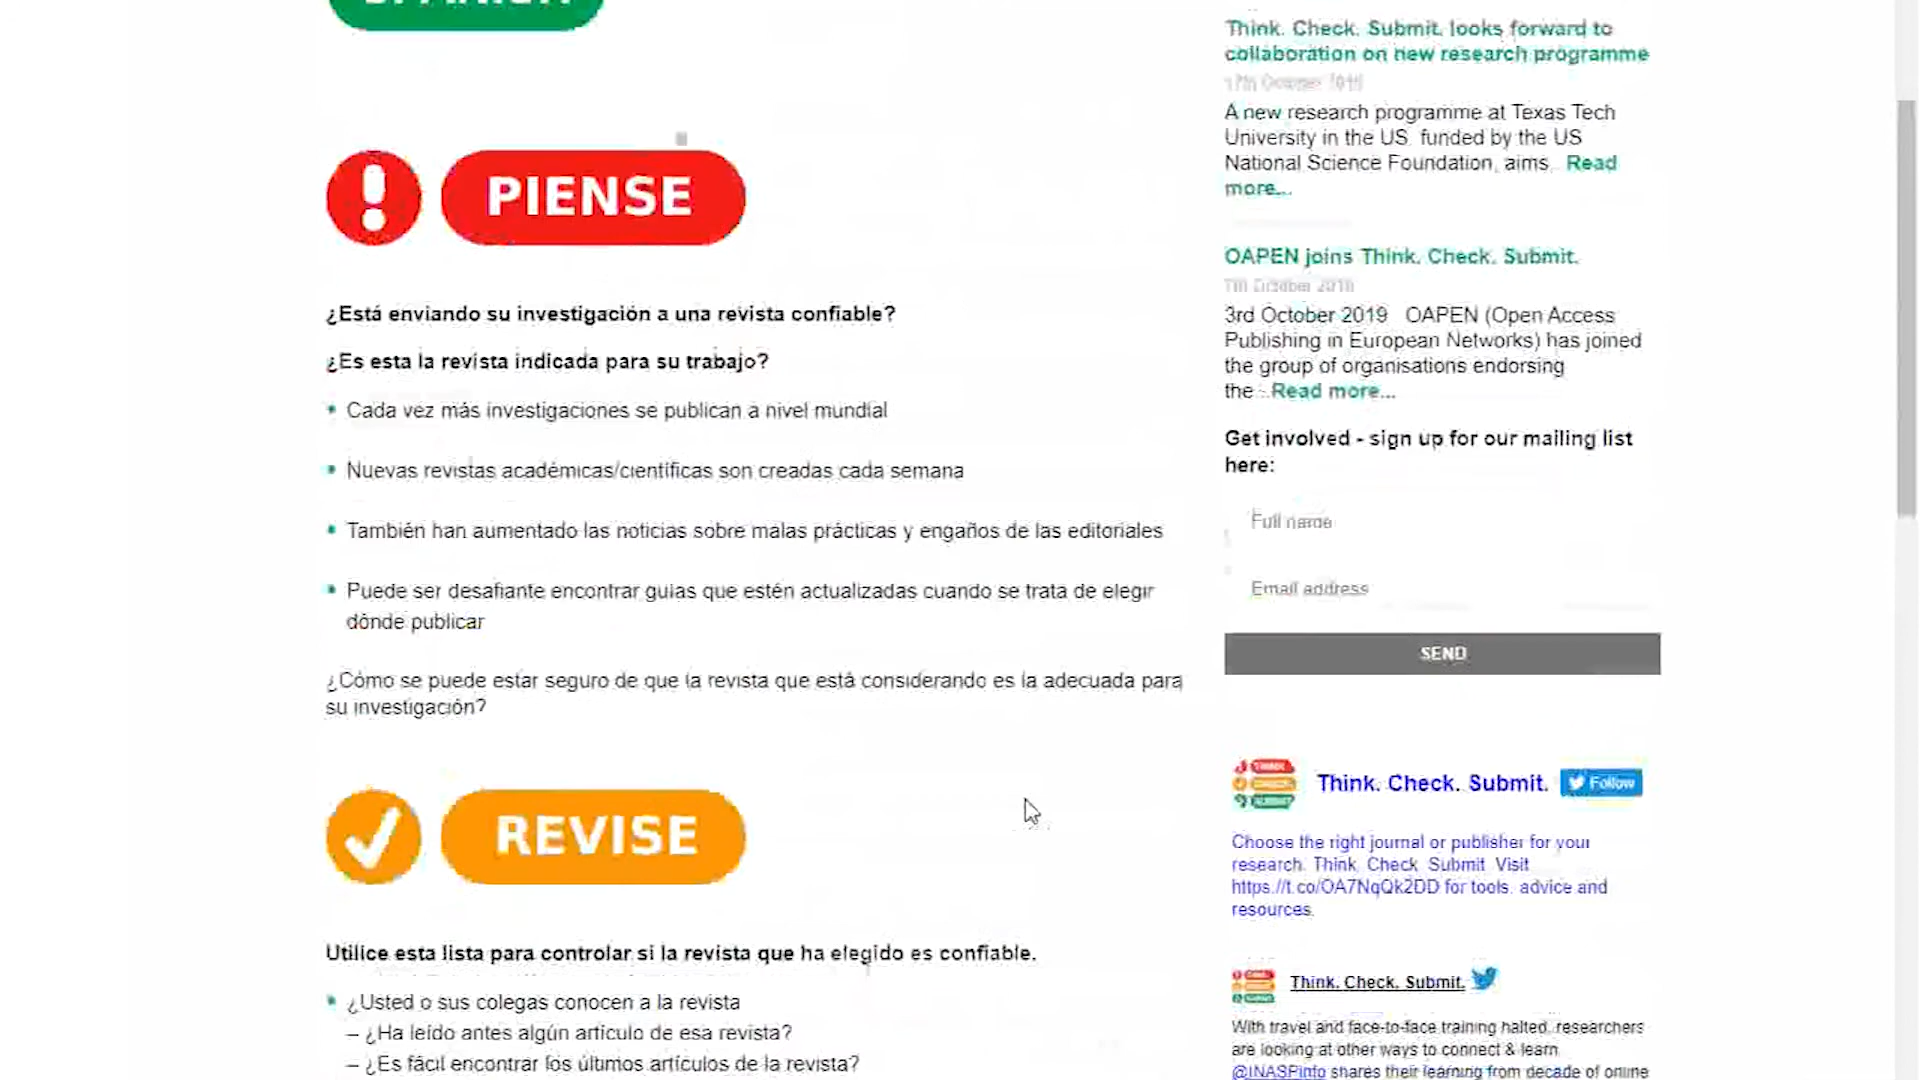 PIENSE
¿Está enviando su investigación a una revista confiable?
¿Es esta la revista indicada para su trabajo?
• Cada vez más investigaciones se publican a nivel mundial
• Nuevas revistas académicas/científicas son creadas cada semana
• También han aumentado las noticias sobre malas prácticas y engaños de las editoriales
• Puede ser desafiante encontrar guías que estén actualizadas cuando se trata de elegir
dónde publicar
¿Cómo se puede estar seguro de que la revista que está considerando es la adecuada para
su investigación?
REVISE
Utilice esta lista para controlar si la revista que ha elegido es confiable.
• ¿Usted o sus colegas conocen a la revista
– ¿Ha leído antes algún artículo de esa revista?
– ¿Es fácil encontrar los últimos artículos de la revista?
Think. Check. Submit. looks forward to
collaboration on new research programme
17th October 2019
A new research programme at Texas Tech
University in the US, funded by the US
National Science Foundation, aims... Read
more...
OAPEN joins Think. Check. Submit.
October 2019
3rd October 2019 OAPEN (Open Access
Publishing in European Networks) has joined
the group of organisations endorsing
the ... Read more...
Get involved - sign up for our mailing list
here:
Full name
Email address
SEND
Think. Check. Submit. Follow
Choose the right journal or publisher for your
research. Think. Check. Submit. Visit
https://t.co/OA7NqQk2DD for tools, advice and
resources.
Think. Check. Submit.
With travel and face-to-face training halted, researchers
are looking at other ways to connect & learn.
@INASPinfo shares their learning from decade of online